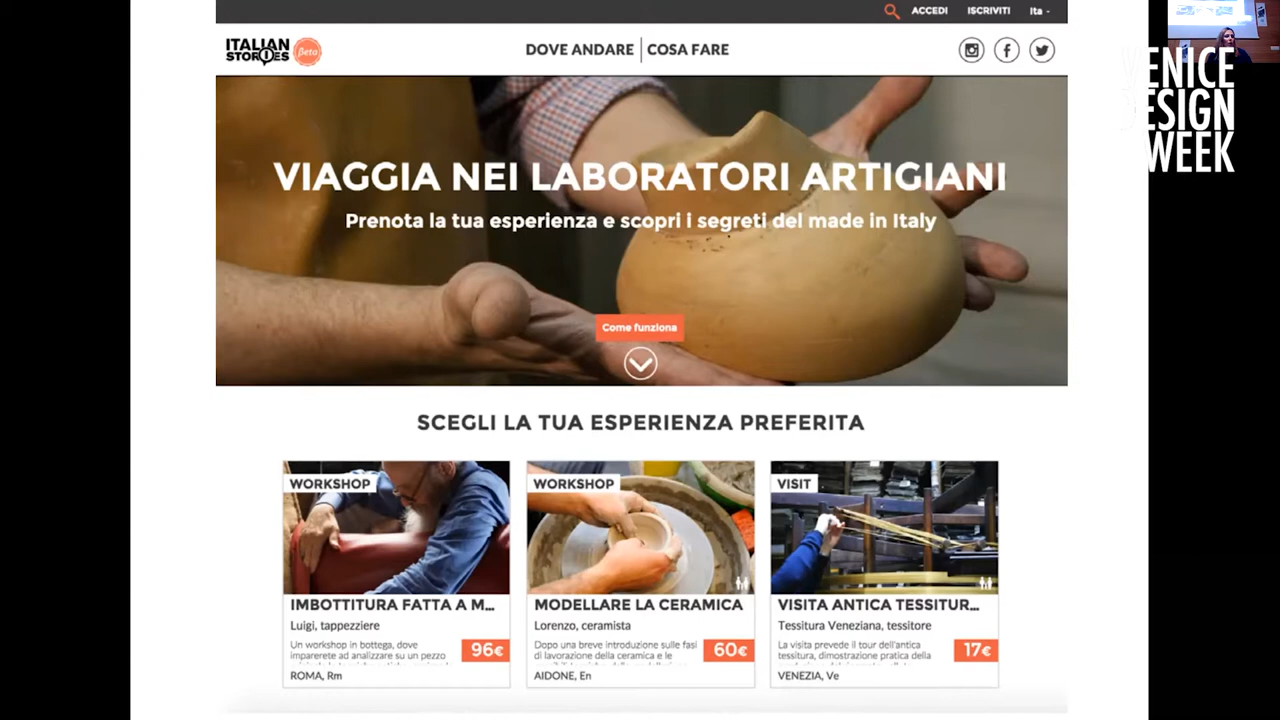 ACCEDI ISCRIVITI Ita
ITALIAN
STORIES
Beta
DOVE ANDARE COSA FARE
VENICE
DESIGN
WEEK
VIAGGIA NEI LABORATORI ARTIGIANI
Prenota la tua esperienza e scopri i segreti del made in Italy
Come funziona
SCEGLI LA TUA ESPERIENZA PREFERITA
WORKSHOP
IMBOTTITURA FATTA A M...
Luigi, tappezziere
Un workshop in bottega, dove
imparerete ad analizzare su un pezzo
96€
ROMA, Rm
WORKSHOP
MODELLARE LA CERAMICA
Lorenzo, ceramista
Dopo una breve introduzione sulle fasi
di lavorazione della ceramica e le
60€
AIDONE, En
VISIT
VISITA ANTICA TESSITUR...
Tessitura Veneziana, tessitore
La visita prevede il tour dell'antica
tessitura, dimostrazione pratica della
17€
VENEZIA, Ve